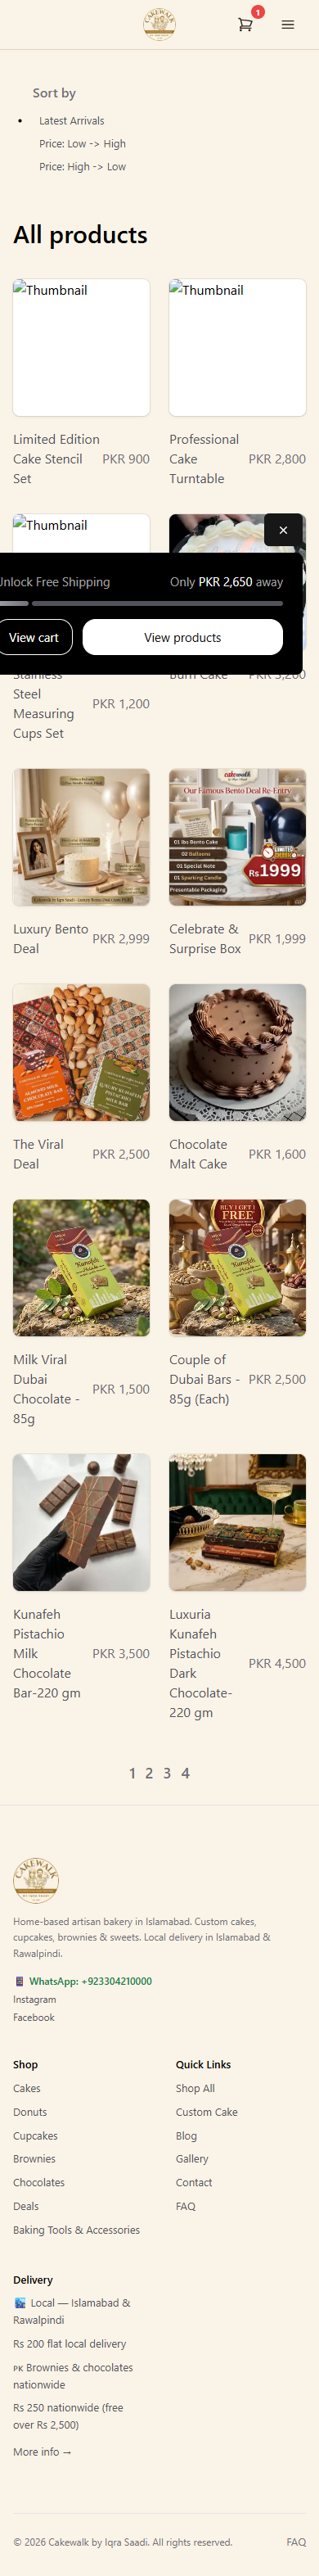 CAKEWALK
1
Sort by
Latest Arrivals
Price: Low -> High
Price: High -> Low
All products
Thumbnail
Thumbnail
Limited Edition
Cake Stencil
Set
PKR 900
Professional
Cake
Turntable
PKR 2,800
Thumbnail
Unlock Free Shipping
Only PKR 2,650 away
View cart
View products
Stainless
Steel
Measuring
Cups Set
PKR 1,200
Burn Cake
PKR 3,200
cakewalk
Our Famous Bento Deal Re-Entry
01 lbs Bento Cake
02 Balloons
01 Special Note
01 Sparking Candle
Presentable Packaging
LIMITED
Rs1999
Luxury Bento
Deal
PKR 2,999
Celebrate &
Surprise Box
PKR 1,999
The Viral
Deal
PKR 2,500
Chocolate
Malt Cake
PKR 1,600
BUY 1 GET 1
FREE
Milk Viral
Dubai
Chocolate -
85g
PKR 1,500
Couple of
Dubai Bars -
85g (Each)
PKR 2,500
Kunafeh
Pistachio
Milk
Chocolate
Bar-220 gm
PKR 3,500
Luxuria
Kunafeh
Pistachio
Dark
Chocolate-
220 gm
PKR 4,500
1 2 3 4
CAKEWALK
Home-based artisan bakery in Islamabad. Custom cakes,
cupcakes, brownies & sweets. Local delivery in Islamabad &
Rawalpindi.
WhatsApp: +923304210000
Instagram
Facebook
Shop
Cakes
Donuts
Cupcakes
Brownies
Chocolates
Deals
Baking Tools & Accessories
Quick Links
Shop All
Custom Cake
Blog
Gallery
Contact
FAQ
Delivery
Local — Islamabad &
Rawalpindi
Rs 200 flat local delivery
PK Brownies & chocolates
nationwide
Rs 250 nationwide (free
over Rs 2,500)
More info →
© 2026 Cakewalk by Iqra Saadi. All rights reserved.
FAQ